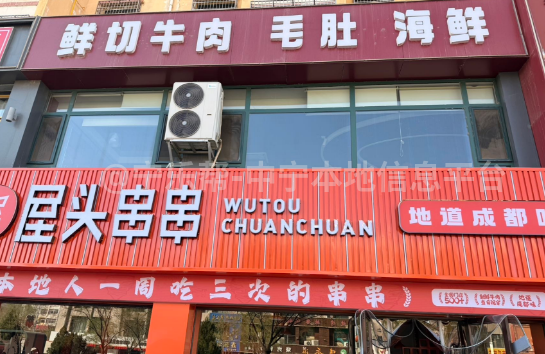 鲜切牛肉 毛肚 海鲜
屋头串串
WUTOU
CHUANCHUAN
地道成都
本地人一周吃三次的串串
500+